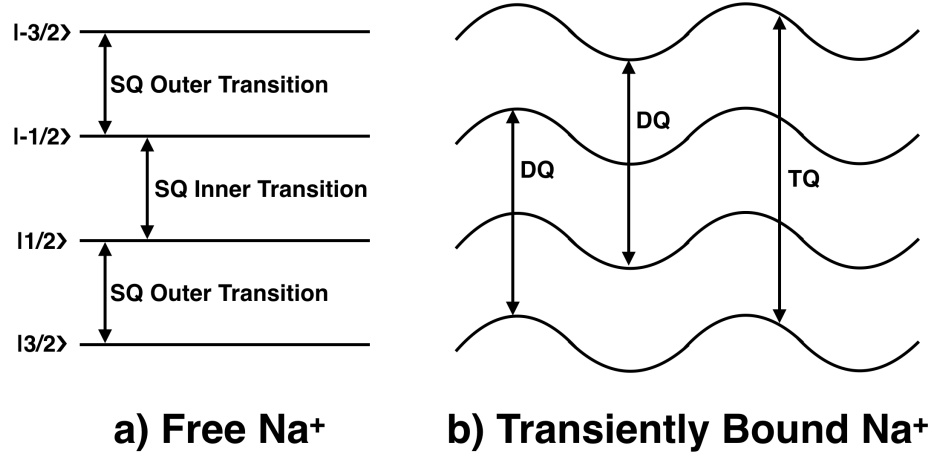 |-3/2⟩
SQ Outer Transition
|-1/2⟩
SQ Inner Transition
|1/2⟩
SQ Outer Transition
|3/2⟩
a) Free Na⁺
DQ
DQ
TQ
b) Transiently Bound Na⁺